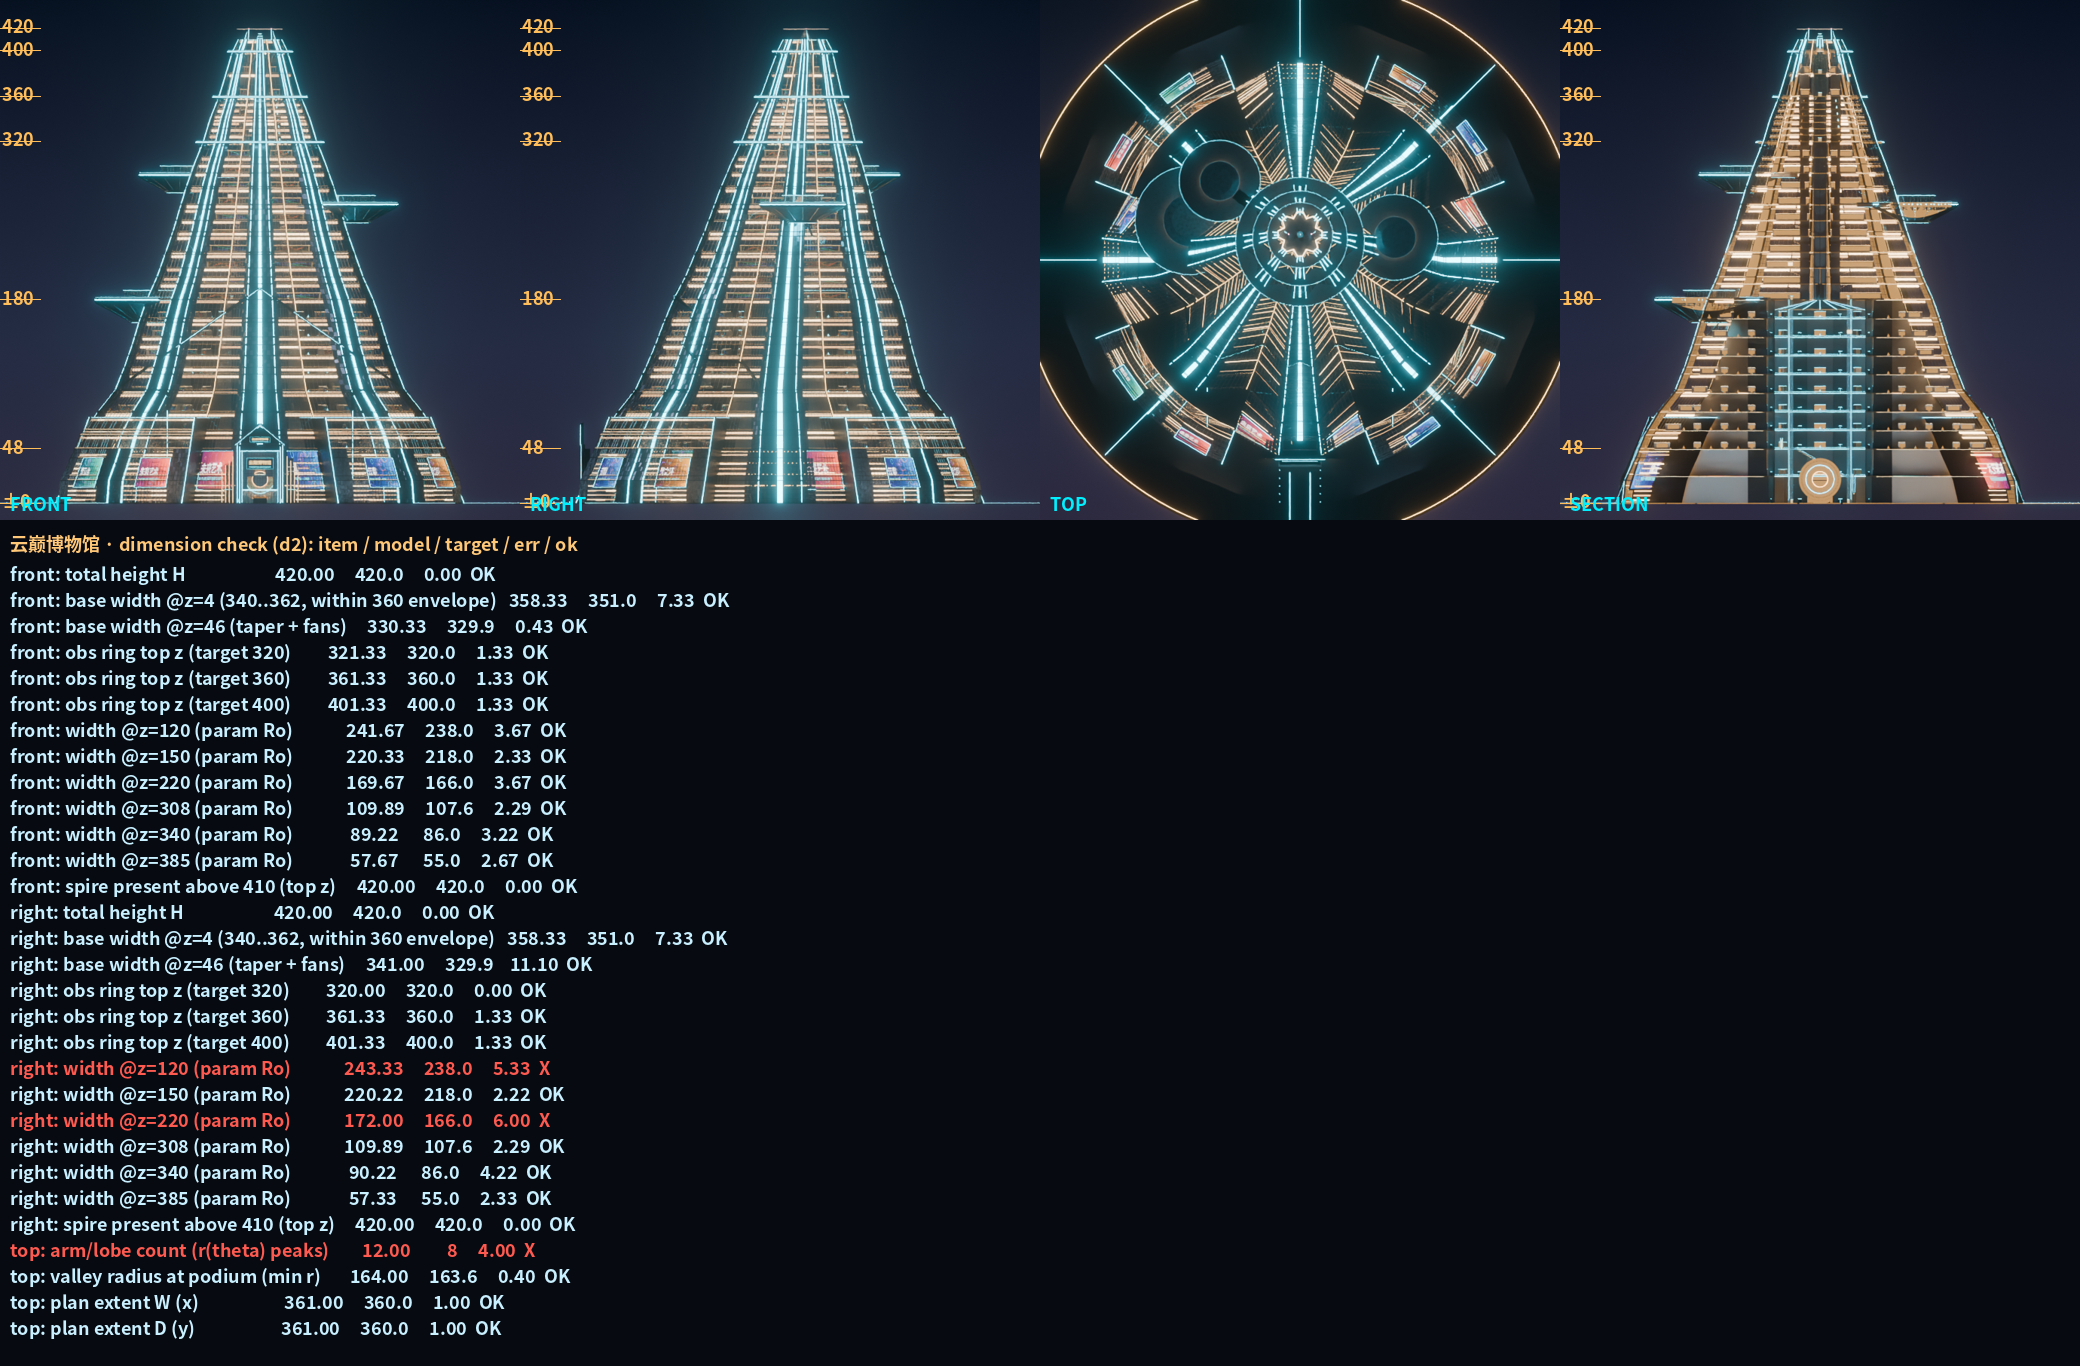 420
400
360
320
180
48
±0
FRONT
420
400
360
320
180
48
±0
RIGHT
TOP
420
400
360
320
180
48
±0
SECTION
云巅博物馆 · dimension check (d2): item / model / target / err / ok
front: total height H 420.00 420.0 0.00 OK
front: base width @z=4 (340..362, within 360 envelope) 358.33 351.0 7.33 OK
front: base width @z=46 (taper + fans) 330.33 329.9 0.43 OK
front: obs ring top z (target 320) 321.33 320.0 1.33 OK
front: obs ring top z (target 360) 361.33 360.0 1.33 OK
front: obs ring top z (target 400) 401.33 400.0 1.33 OK
front: width @z=120 (param Ro) 241.67 238.0 3.67 OK
front: width @z=150 (param Ro) 220.33 218.0 2.33 OK
front: width @z=220 (param Ro) 169.67 166.0 3.67 OK
front: width @z=308 (param Ro) 109.89 107.6 2.29 OK
front: width @z=340 (param Ro) 89.22 86.0 3.22 OK
front: width @z=385 (param Ro) 57.67 55.0 2.67 OK
front: spire present above 410 (top z) 420.00 420.0 0.00 OK
right: total height H 420.00 420.0 0.00 OK
right: base width @z=4 (340..362, within 360 envelope) 358.33 351.0 7.33 OK
right: base width @z=46 (taper + fans) 341.00 329.9 11.10 OK
right: obs ring top z (target 320) 320.00 320.0 0.00 OK
right: obs ring top z (target 360) 361.33 360.0 1.33 OK
right: obs ring top z (target 400) 401.33 400.0 1.33 OK
right: width @z=120 (param Ro) 243.33 238.0 5.33 X
right: width @z=150 (param Ro) 220.22 218.0 2.22 OK
right: width @z=220 (param Ro) 172.00 166.0 6.00 X
right: width @z=308 (param Ro) 109.89 107.6 2.29 OK
right: width @z=340 (param Ro) 90.22 86.0 4.22 OK
right: width @z=385 (param Ro) 57.33 55.0 2.33 OK
right: spire present above 410 (top z) 420.00 420.0 0.00 OK
top: arm/lobe count (r(theta) peaks) 12.00 8 4.00 X
top: valley radius at podium (min r) 164.00 163.6 0.40 OK
top: plan extent W (x) 361.00 360.0 1.00 OK
top: plan extent D (y) 361.00 360.0 1.00 OK